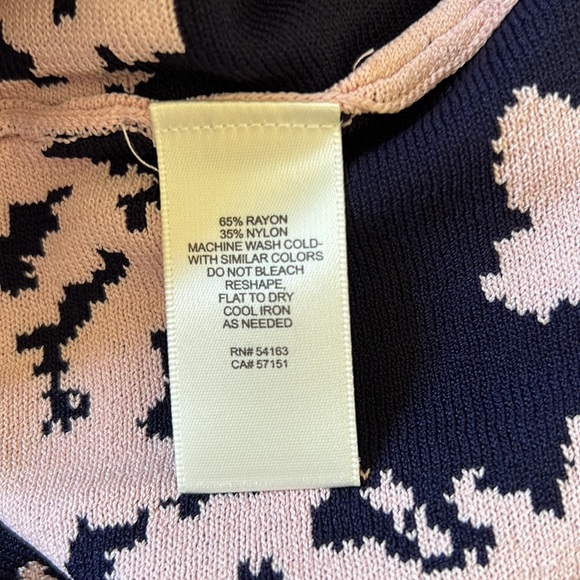 65% RAYON
35% NYLON
MACHINE WASH COLD-
WITH SIMILAR COLORS
DO NOT BLEACH
RESHAPE,
FLAT TO DRY
COOL IRON
AS NEEDED
RN# 54163
CA# 57151